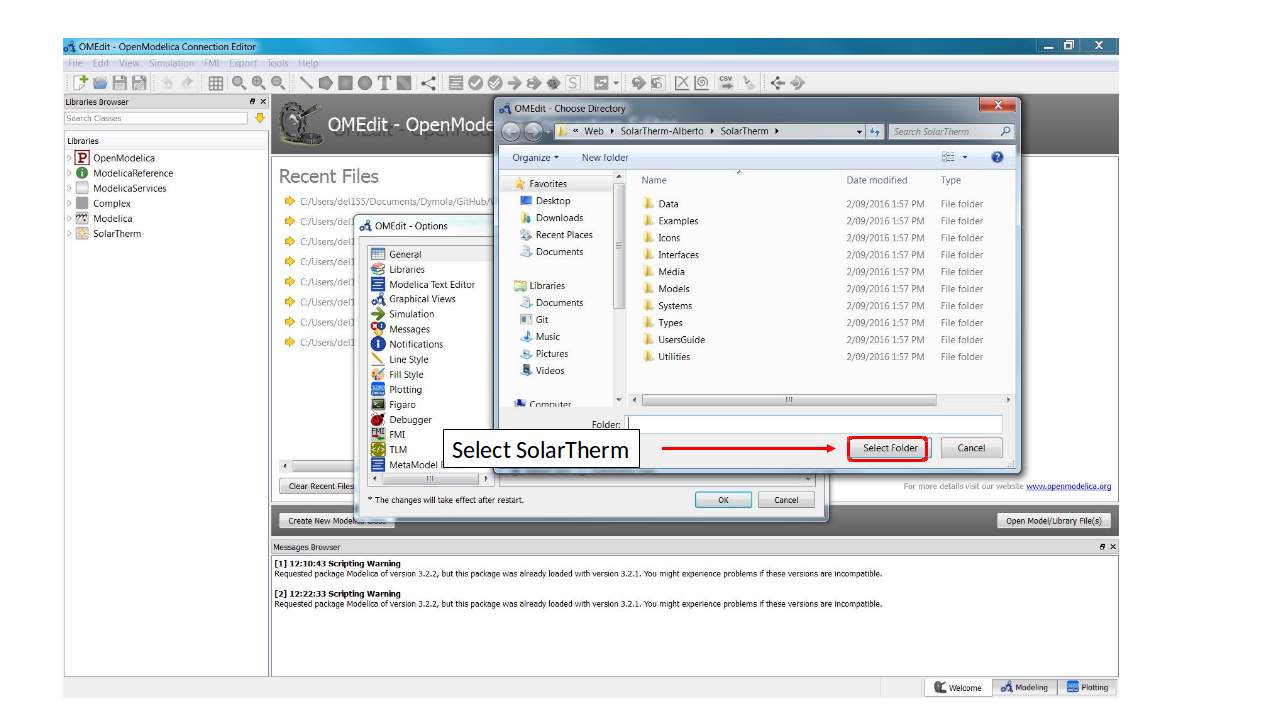 OMEdit - OpenModelica Connection Editor
File Edit View Simulation FMI Export Tools Help
Libraries Browser
Search Classes
Libraries
OpenModelica
ModelicaReference
ModelicaServices
Complex
Modelica
SolarTherm
OMEdit - OpenMode
Recent Files
C:/Users/del155/Documents/Dymola/GitHub/
C:/Users/del1
C:/Users/del1
C:/Users/del1
C:/Users/del1
C:/Users/del1
C:/Users/del1
C:/Users/del1
Clear Recent Files
Create New Modelica Class
OMEdit - Options
General
Libraries
Modelica Text Editor
Graphical Views
Simulation
Messages
Notifications
Line Style
Fill Style
Plotting
Figaro
Debugger
FMI
TLM
MetaModel
* The changes will take effect after restart.
OK Cancel
OMEdit - Choose Directory
« Web SolarTherm-Alberto SolarTherm
Search SolarTherm
Organize New folder
Favorites
Desktop
Downloads
Recent Places
Documents
Libraries
Documents
Git
Music
Pictures
Videos
Computer
Name Date modified Type
Data 2/09/2016 1:57 PM File folder
Examples 2/09/2016 1:57 PM File folder
Icons 2/09/2016 1:57 PM File folder
Interfaces 2/09/2016 1:57 PM File folder
Media 2/09/2016 1:57 PM File folder
Models 2/09/2016 1:57 PM File folder
Systems 2/09/2016 1:57 PM File folder
Types 2/09/2016 1:57 PM File folder
UsersGuide 2/09/2016 1:57 PM File folder
Utilities 2/09/2016 1:57 PM File folder
Folder:
Select Folder Cancel
Select SolarTherm
For more details visit our website www.openmodelica.org
Open Model/Library File(s)
Messages Browser
[1] 12:10:43 Scripting Warning
Requested package Modelica of version 3.2.2, but this package was already loaded with version 3.2.1. You might experience problems if these versions are incompatible.
[2] 12:22:33 Scripting Warning
Requested package Modelica of version 3.2.2, but this package was already loaded with version 3.2.1. You might experience problems if these versions are incompatible.
Welcome Modeling Plotting